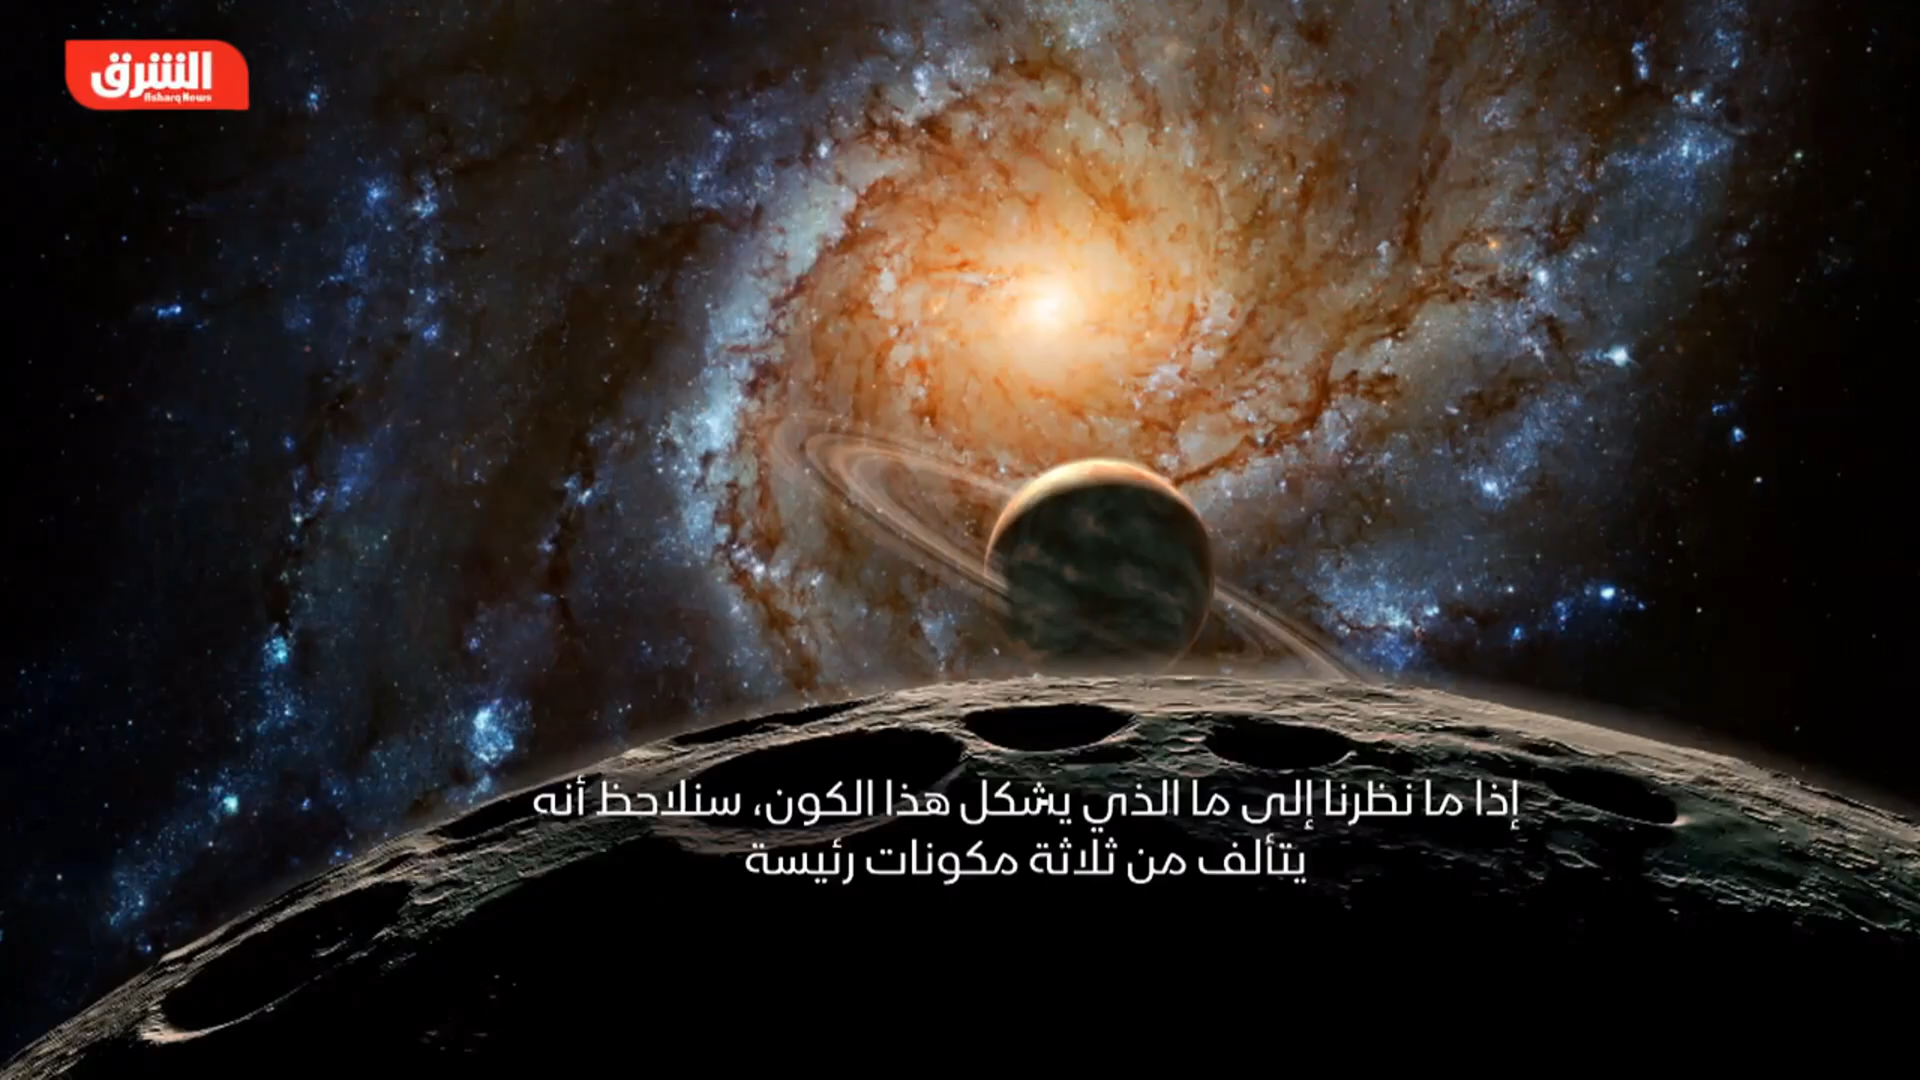 الشرق
Asharq News
إذا ما نظرنا إلى ما الذي يشكل هذا الكون، سنلاحظ أنه
يتألف من ثلاثة مكونات رئيسة